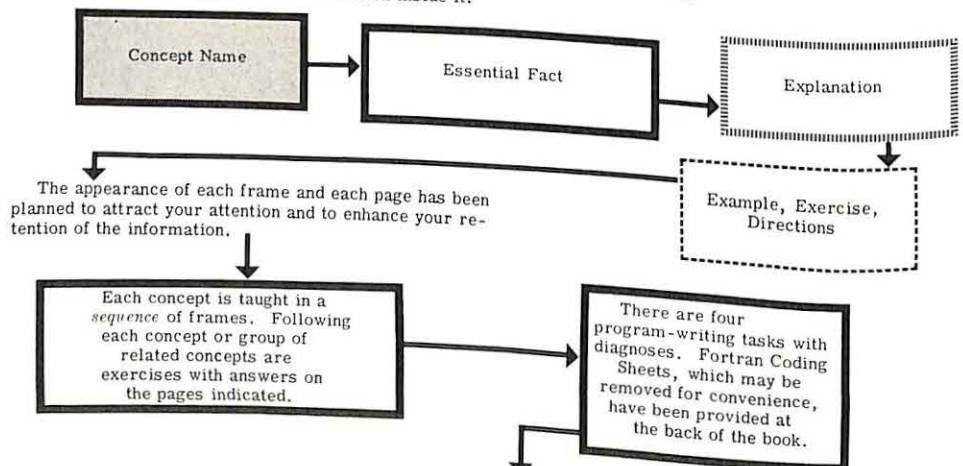 inside it.
Concept Name
Essential Fact
Explanation
Example, Exercise,
Directions
The appearance of each frame and each page has been
planned to attract your attention and to enhance your re-
tention of the information.
Each concept is taught in a
sequence of frames. Following
each concept or group of
related concepts are
exercises with answers on
the pages indicated.
There are four
program-writing tasks with
diagnoses. Fortran Coding
Sheets, which may be
removed for convenience,
have been provided at
the back of the book.